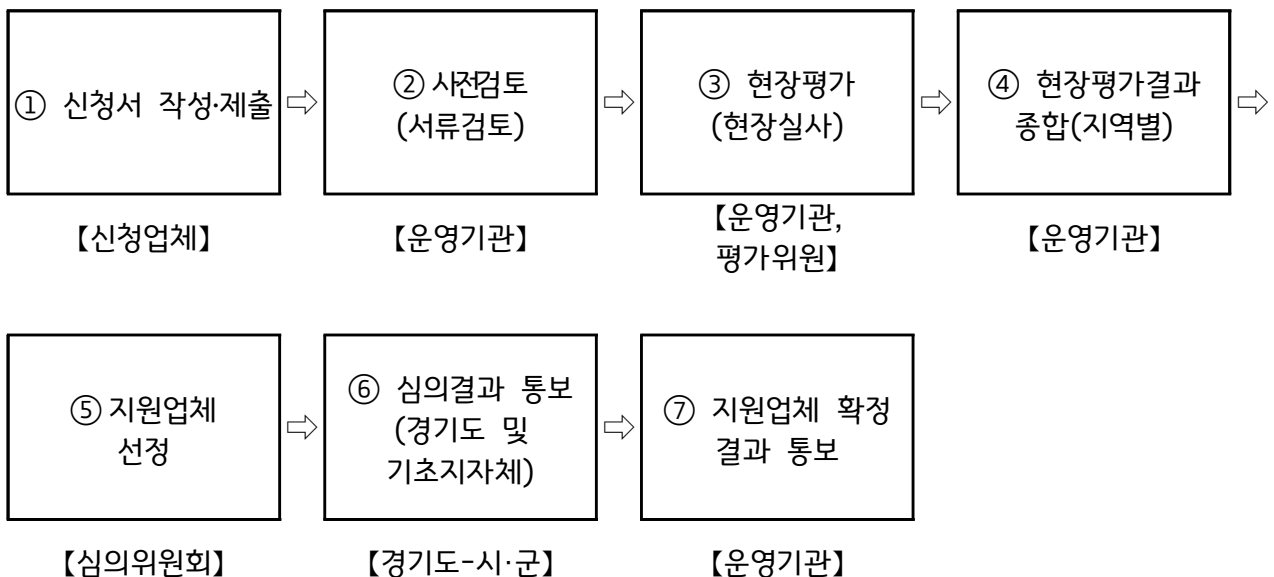 ① 신청서 작성·제출 ⇨
② 사전검토
(서류검토) ⇨
③ 현장평가
(현장실사) ⇨
④ 현장평가결과
종합(지역별) ⇨
【신청업체】
【운영기관】
【운영기관,
평가위원】
【운영기관】
⑤ 지원업체
선정 ⇨
⑥ 심의결과 통보
(경기도 및
기초지자체) ⇨
⑦ 지원업체 확정
결과 통보
【심의위원회】
【경기도-시·군】
【운영기관】